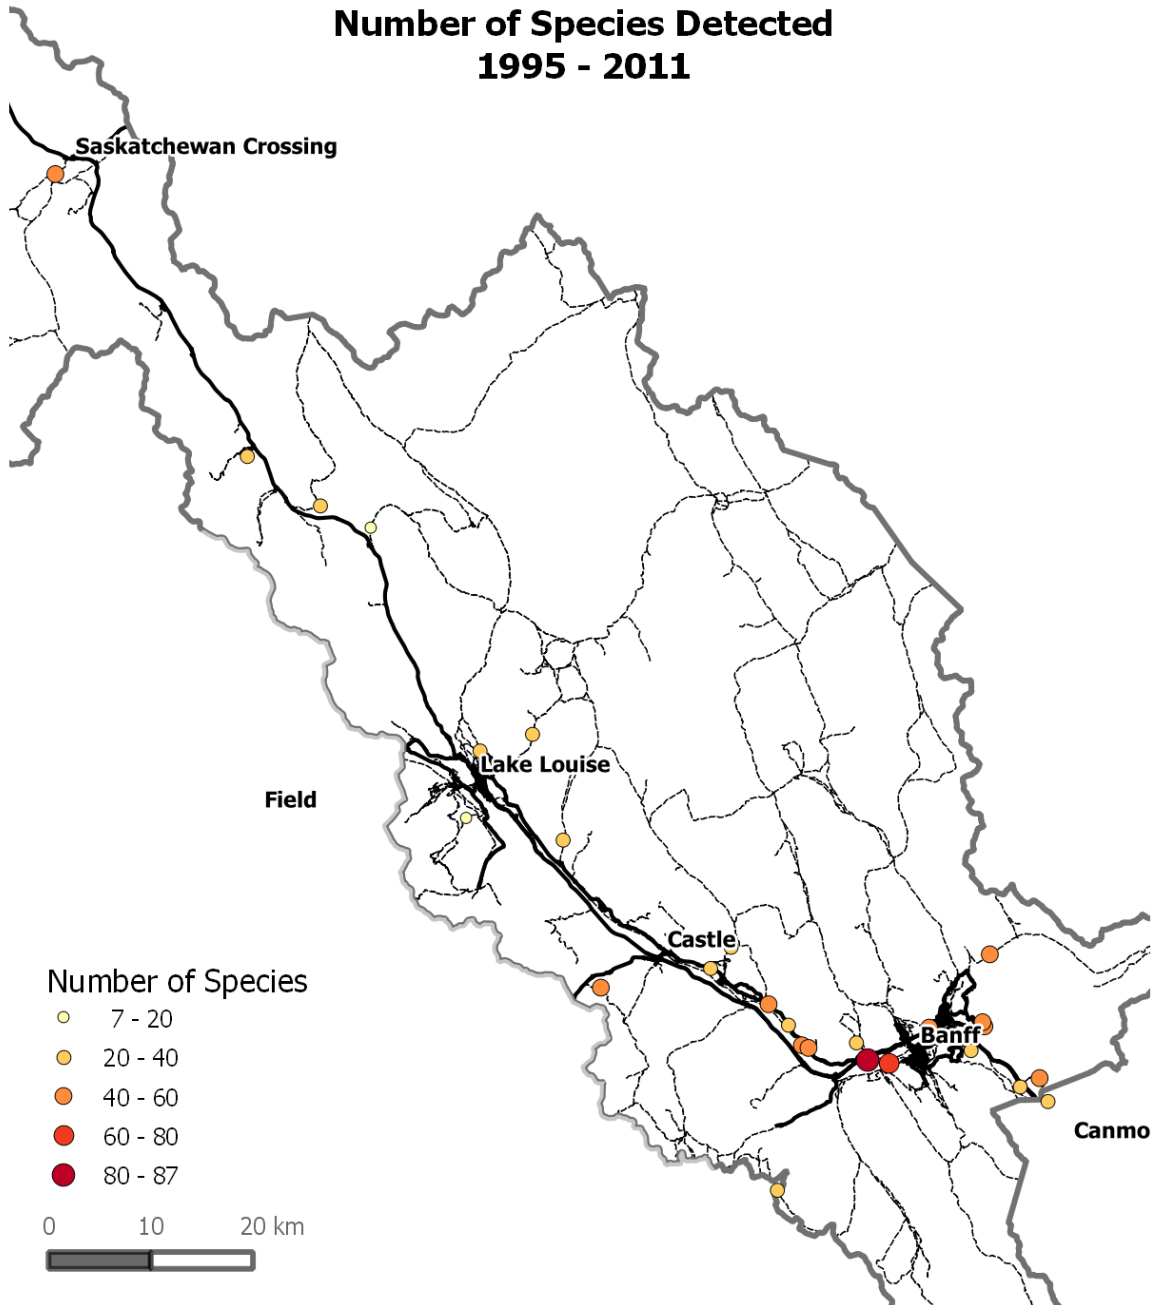 Number of Species Detected
1995 - 2011
Saskatchewan Crossing
Lake Louise
Field
Castle
Banff
Canmo
Number of Species
7 - 20
20 - 40
40 - 60
60 - 80
80 - 87
0 10 20 km